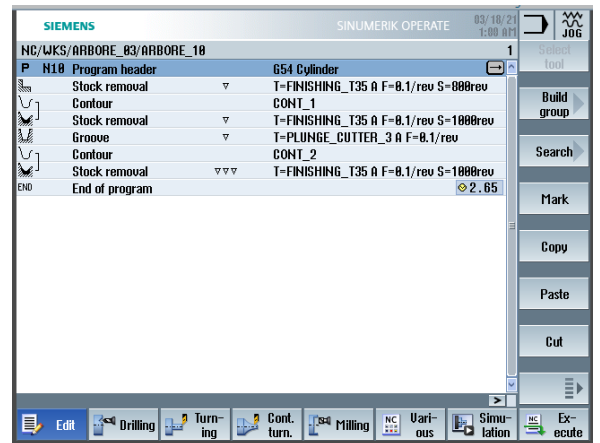 SIEMENS SINUMERIK OPERATE 03/18/21 1:08 AM JOG
NC/WKS/ARBORE_03/ARBORE_10 1
P N10 Program header G54 Cylinder
Stock removal ▽ T=FINISHING_T35 A F=0.1/rev S=800rev
Contour CONT_1
Stock removal ▽ T=FINISHING_T35 A F=0.1/rev S=1000rev
Groove ▽ T=PLUNGE_CUTTER_3 A F=0.1/rev
Contour CONT_2
Stock removal ▽▽▽ T=FINISHING_T35 A F=0.1/rev S=1000rev
END End of program 2.65
Select
tool
Build
group
Search
Mark
Copy
Paste
Cut
Edit
Drilling
Turn-
ing
Cont.
turn.
Milling
NC
Vari-
ous
Simu-
lation
NC
Ex-
ecute